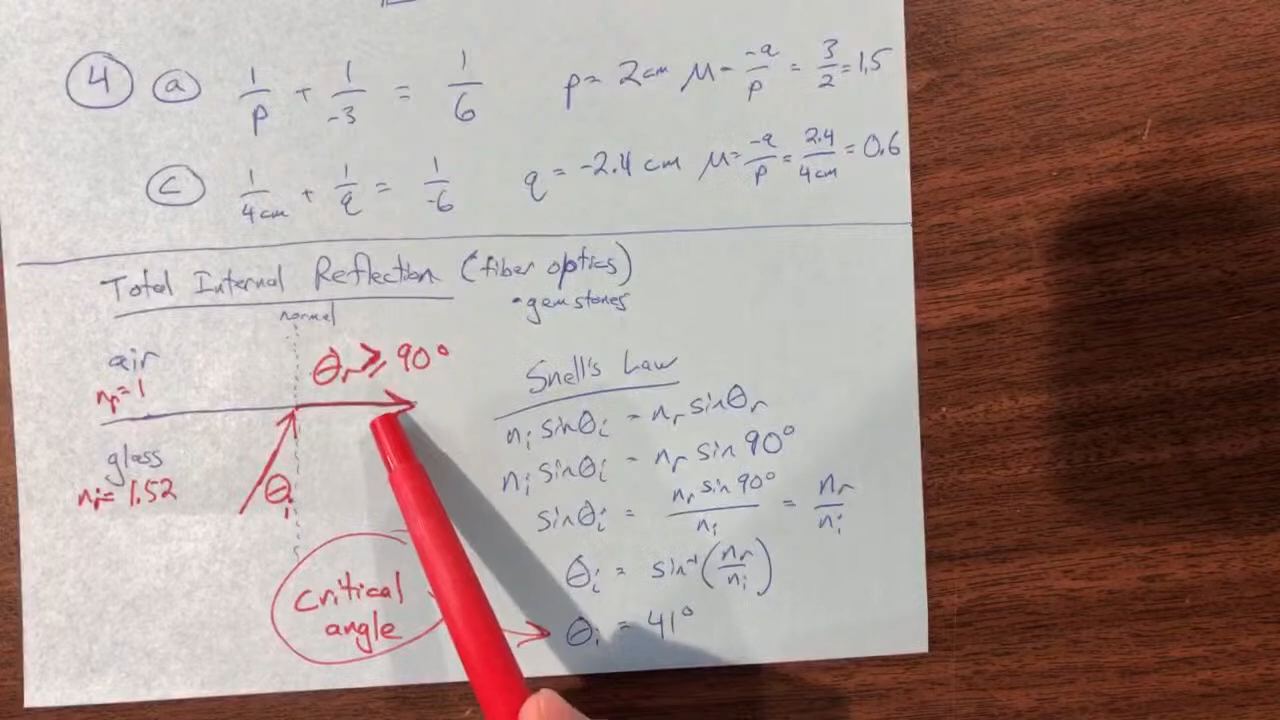 4 a 1/p + 1/-3 = 1/6 p = 2cm M = -q/p = 3/2 = 1.5
c 1/4cm + 1/q = 1/-6 q = -2.4 cm M = -q/p = 2.4/4cm = 0.6
Total Internal Reflection (fiber optics)
• gem stones
normal
air
nr = 1
θr ≥ 90°
glass
ni = 1.52
θi
Critical
angle
Snell's Law
ni sinθi = nr sinθr
ni sinθi = nr sin 90°
sinθi = nr sin 90°/ni = nr/ni
θi = sin⁻¹(nr/ni)
θi = 41°